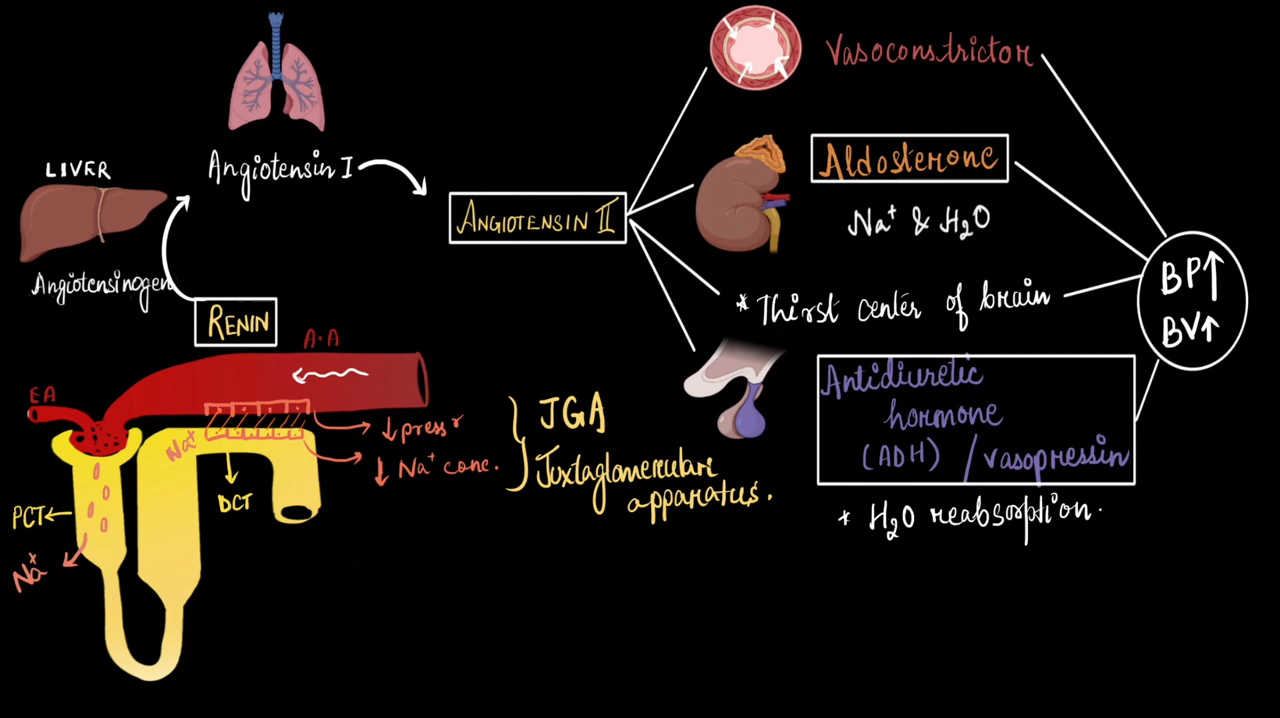 LIVER
Angiotensinogen
Angiotensin I
RENIN
ANGIOTENSIN II
Vasoconstrictor
Aldosterone
Na+ & H2O
* Thirst center of brain
Antidiuretic
hormone
(ADH) / vasopressin
* H2O reabsorption.
BP↑
BV↑
A.A
EA
Na+
↓ press r
↓ Na+ conc.
JGA
Juxtaglomerulari
apparatus.
DCT
PCT
Na+